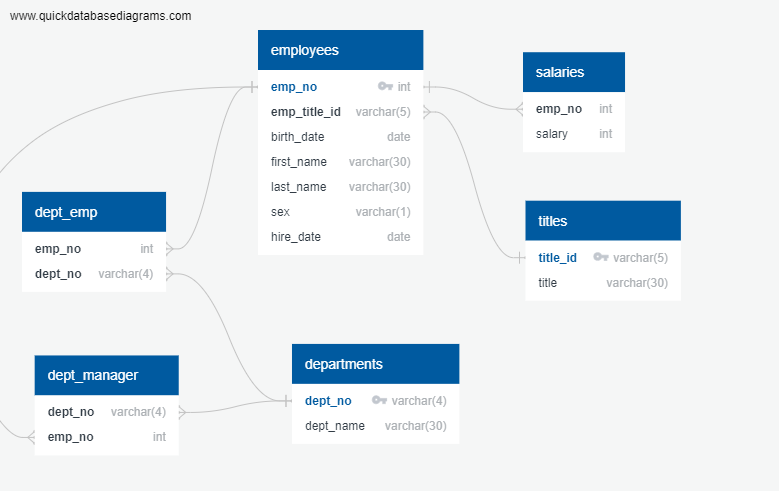 www.quickdatabasediagrams.com
employees
emp_no int
emp_title_id varchar(5)
birth_date date
first_name varchar(30)
last_name varchar(30)
sex varchar(1)
hire_date date
salaries
emp_no int
salary int
dept_emp
emp_no int
dept_no varchar(4)
titles
title_id varchar(5)
title varchar(30)
dept_manager
dept_no varchar(4)
emp_no int
departments
dept_no varchar(4)
dept_name varchar(30)